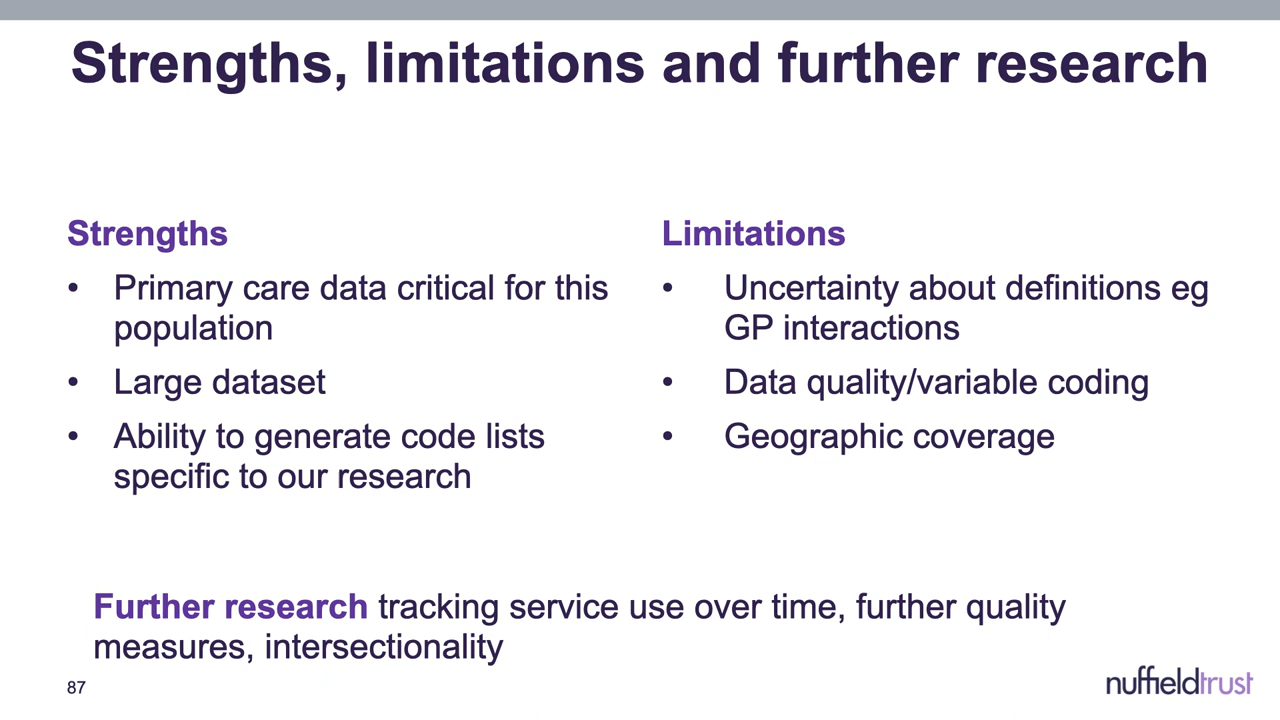 Strengths, limitations and further research
Strengths
• Primary care data critical for this
population
• Large dataset
• Ability to generate code lists
specific to our research
Limitations
• Uncertainty about definitions eg
GP interactions
• Data quality/variable coding
• Geographic coverage
Further research tracking service use over time, further quality
measures, intersectionality
87
nuffieldtrust